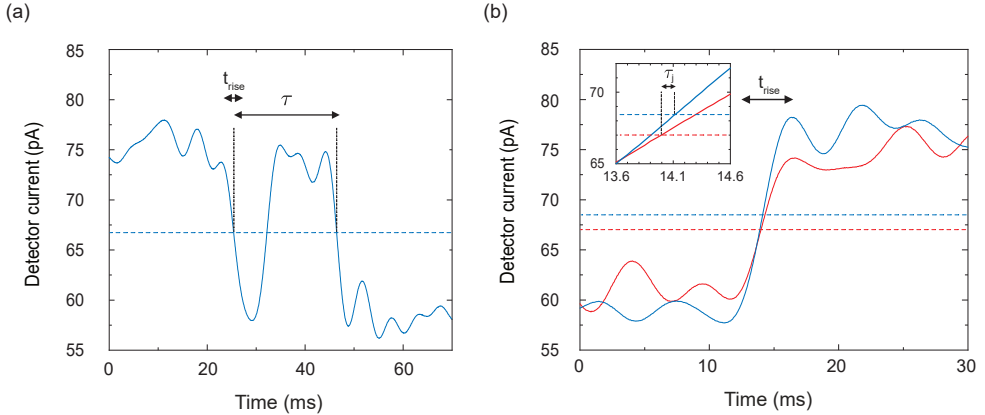 (a)
(b)
85
80
75
70
65
60
55
0
20
40
60
Detector current (pA)
Time (ms)
t_rise
τ
85
80
75
70
65
60
55
0
10
20
30
Detector current (pA)
Time (ms)
t_rise
τ_j
70
65
13.6
14.1
14.6